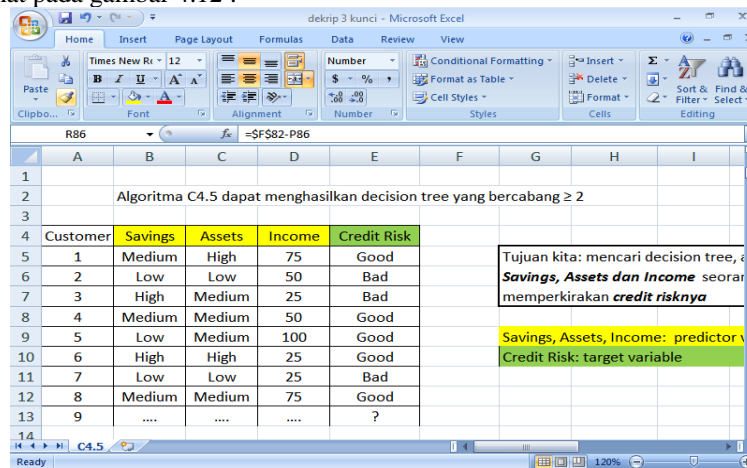 dekrip 3 kunci - Microsoft Excel
Home Insert Page Layout Formulas Data Review View
Paste
Times New Ro 12
B I U A A
Number
$ % ,
Conditional Formatting
Format as Table
Cell Styles
Insert
Delete
Format
Σ
Sort & Find &
Filter Select
Clipbo... Font Alignment Number Styles Cells Editing
R86 fx =$F$82-P86
A B C D E F G H I
1
2 Algoritma C4.5 dapat menghasilkan decision tree yang bercabang ≥ 2
3
4 Customer Savings Assets Income Credit Risk
5 1 Medium High 75 Good Tujuan kita: mencari decision tree,
6 2 Low Low 50 Bad Savings, Assets dan Income seoran
7 3 High Medium 25 Bad memperkirakan credit risknya
8 4 Medium Medium 50 Good
9 5 Low Medium 100 Good Savings, Assets, Income: predictor
10 6 High High 25 Good Credit Risk: target variable
11 7 Low Low 25 Bad
12 8 Medium Medium 75 Good
13 9 .... .... .... ?
14
C4.5
Ready 120%